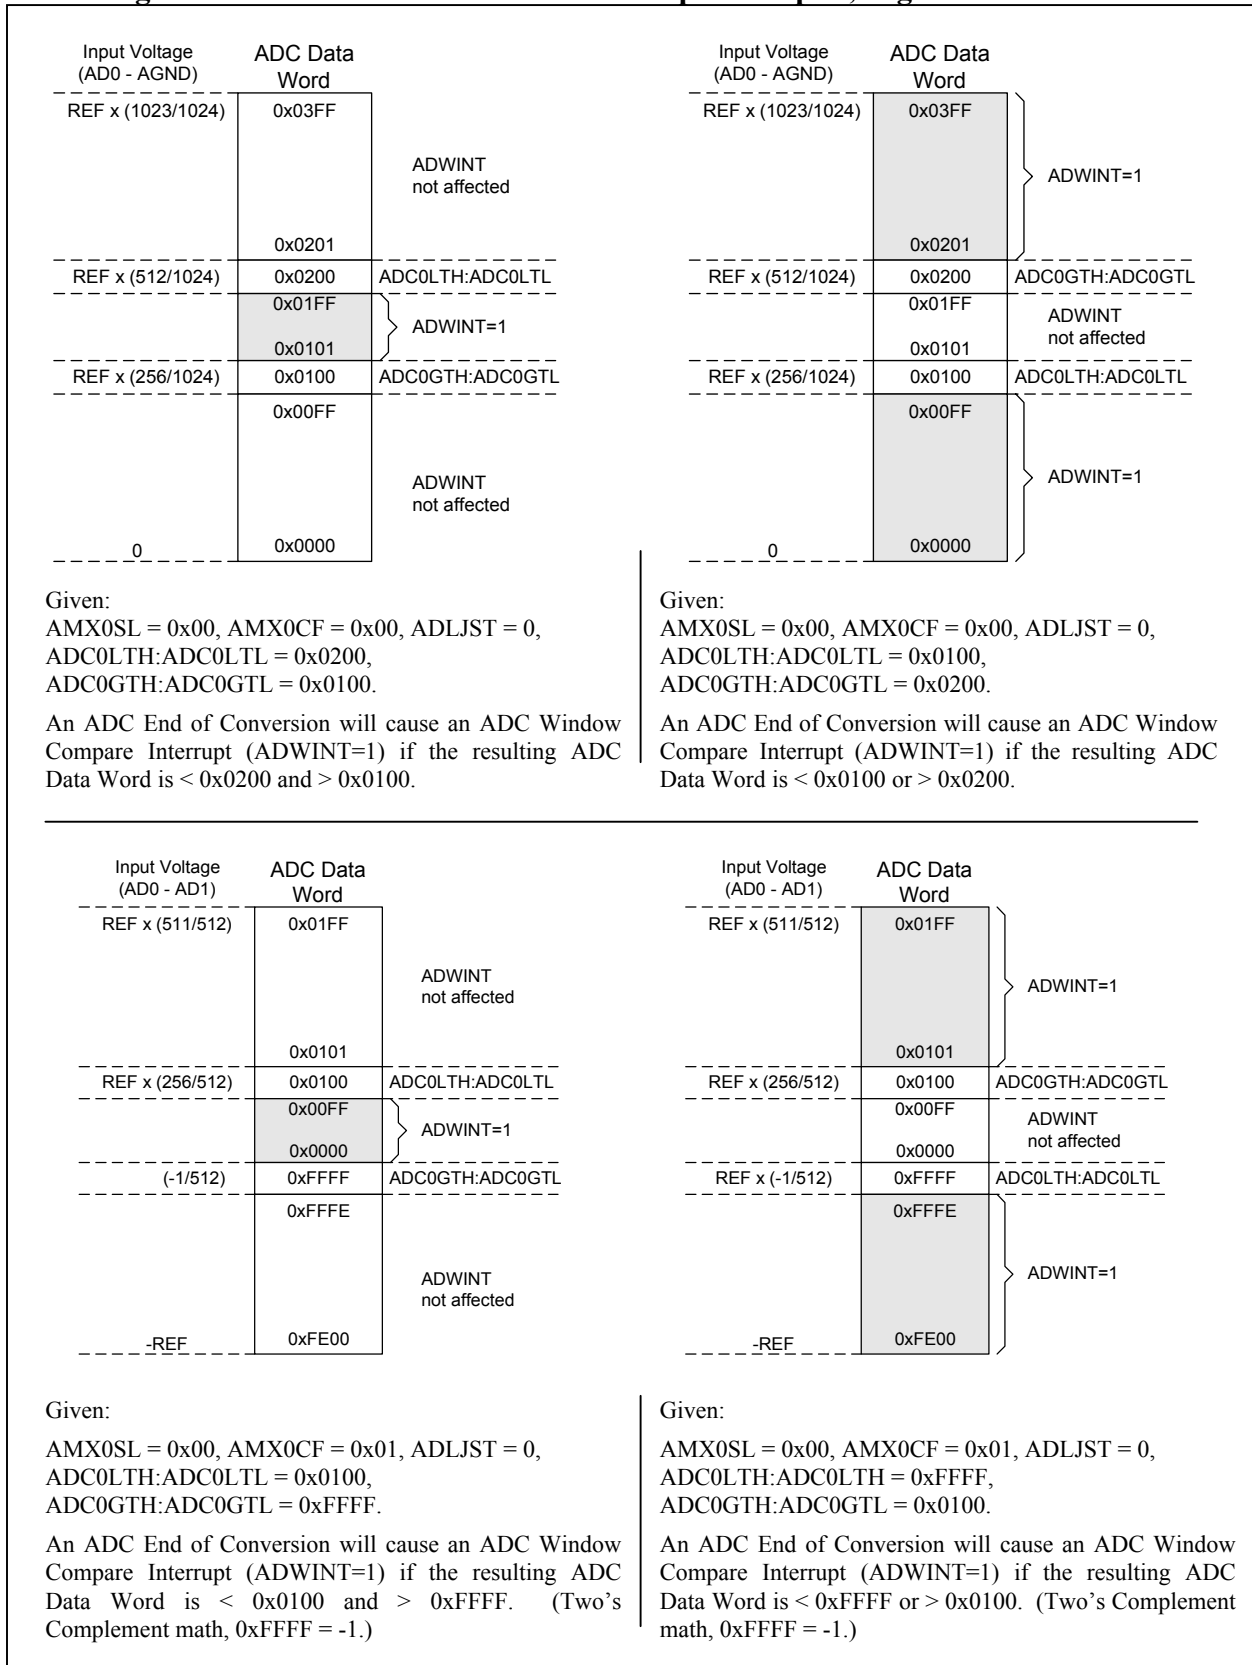 Input Voltage
(AD0 - AGND)
ADC Data
Word
REF x (1023/1024)
0x03FF
ADWINT
not affected
0x0201
REF x (512/1024)
0x0200
ADC0LTH:ADC0LTL
0x01FF
ADWINT=1
0x0101
REF x (256/1024)
0x0100
ADC0GTH:ADC0GTL
0x00FF
ADWINT
not affected
0
0x0000
Given:
AMX0SL = 0x00, AMX0CF = 0x00, ADLJST = 0,
ADC0LTH:ADC0LTL = 0x0200,
ADC0GTH:ADC0GTL = 0x0100.
An ADC End of Conversion will cause an ADC Window
Compare Interrupt (ADWINT=1) if the resulting ADC
Data Word is < 0x0200 and > 0x0100.
Input Voltage
(AD0 - AGND)
ADC Data
Word
REF x (1023/1024)
0x03FF
ADWINT=1
0x0201
REF x (512/1024)
0x0200
ADC0GTH:ADC0GTL
0x01FF
ADWINT
not affected
0x0101
REF x (256/1024)
0x0100
ADC0LTH:ADC0LTL
0x00FF
ADWINT=1
0
0x0000
Given:
AMX0SL = 0x00, AMX0CF = 0x00, ADLJST = 0,
ADC0LTH:ADC0LTL = 0x0100,
ADC0GTH:ADC0GTL = 0x0200.
An ADC End of Conversion will cause an ADC Window
Compare Interrupt (ADWINT=1) if the resulting ADC
Data Word is < 0x0100 or > 0x0200.
Input Voltage
(AD0 - AD1)
ADC Data
Word
REF x (511/512)
0x01FF
ADWINT
not affected
0x0101
REF x (256/512)
0x0100
ADC0LTH:ADC0LTL
0x00FF
ADWINT=1
0x0000
(-1/512)
0xFFFF
ADC0GTH:ADC0GTL
0xFFFE
ADWINT
not affected
-REF
0xFE00
Given:
AMX0SL = 0x00, AMX0CF = 0x01, ADLJST = 0,
ADC0LTH:ADC0LTL = 0x0100,
ADC0GTH:ADC0GTL = 0xFFFF.
An ADC End of Conversion will cause an ADC Window
Compare Interrupt (ADWINT=1) if the resulting ADC
Data Word is < 0x0100 and > 0xFFFF. (Two's
Complement math, 0xFFFF = -1.)
Input Voltage
(AD0 - AD1)
ADC Data
Word
REF x (511/512)
0x01FF
ADWINT=1
0x0101
REF x (256/512)
0x0100
ADC0GTH:ADC0GTL
0x00FF
ADWINT
not affected
0x0000
REF x (-1/512)
0xFFFF
ADC0LTH:ADC0LTL
0xFFFE
ADWINT=1
-REF
0xFE00
Given:
AMX0SL = 0x00, AMX0CF = 0x01, ADLJST = 0,
ADC0LTH:ADC0LTH = 0xFFFF,
ADC0GTH:ADC0GTL = 0x0100.
An ADC End of Conversion will cause an ADC Window
Compare Interrupt (ADWINT=1) if the resulting ADC
Data Word is < 0xFFFF or > 0x0100. (Two's Complement
math, 0xFFFF = -1.)